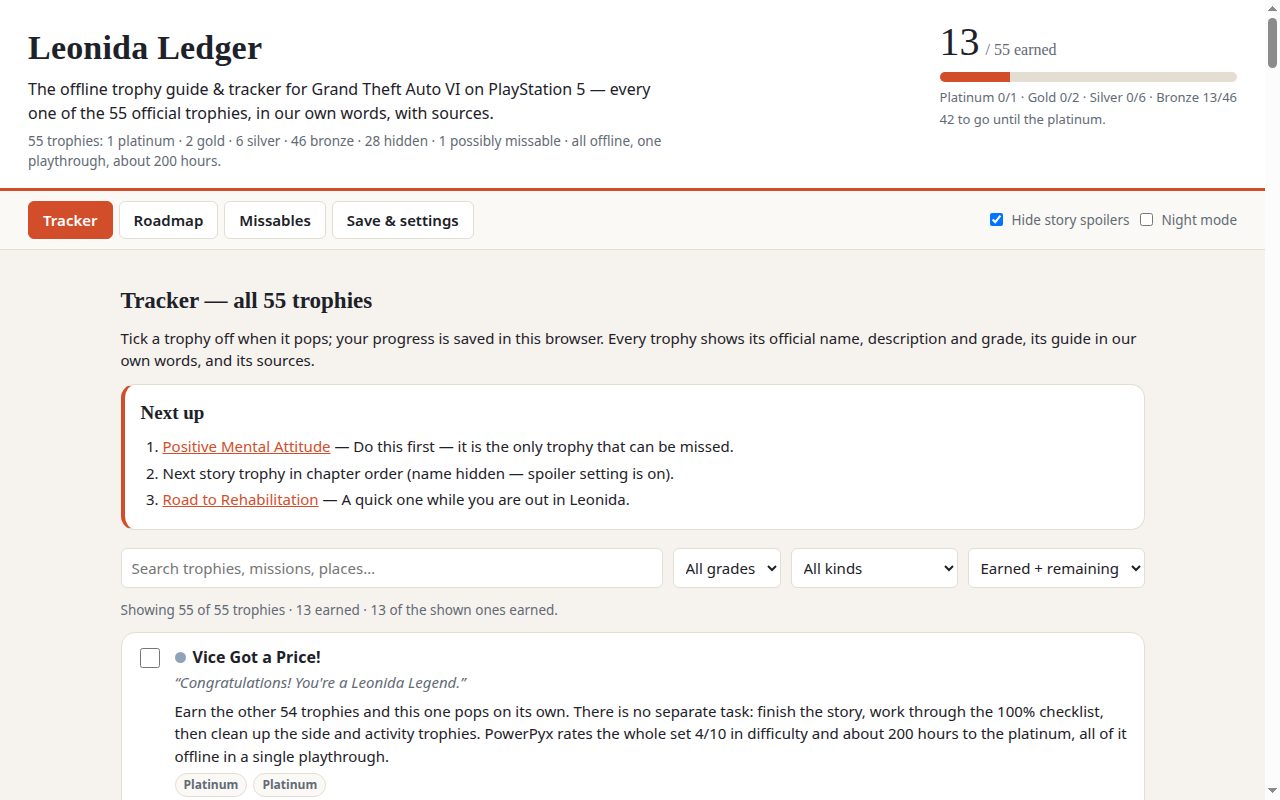 Leonida Ledger
The offline trophy guide & tracker for Grand Theft Auto VI on PlayStation 5 — every
one of the 55 official trophies, in our own words, with sources.
55 trophies: 1 platinum · 2 gold · 6 silver · 46 bronze · 28 hidden · 1 possibly missable · all offline, one
playthrough, about 200 hours.
13 / 55 earned
Platinum 0/1 · Gold 0/2 · Silver 0/6 · Bronze 13/46
42 to go until the platinum.
Tracker Roadmap Missables Save & settings
Hide story spoilers Night mode
Tracker — all 55 trophies
Tick a trophy off when it pops; your progress is saved in this browser. Every trophy shows its official name, description and grade, its guide in our
own words, and its sources.
Next up
1. Positive Mental Attitude — Do this first — it is the only trophy that can be missed.
2. Next story trophy in chapter order (name hidden — spoiler setting is on).
3. Road to Rehabilitation — A quick one while you are out in Leonida.
Search trophies, missions, places… All grades All kinds Earned + remaining
Showing 55 of 55 trophies · 13 earned · 13 of the shown ones earned.
Vice Got a Price!
“Congratulations! You're a Leonida Legend.”
Earn the other 54 trophies and this one pops on its own. There is no separate task: finish the story, work through the 100% checklist,
then clean up the side and activity trophies. PowerPyx rates the whole set 4/10 in difficulty and about 200 hours to the platinum, all of it
offline in a single playthrough.
Platinum Platinum